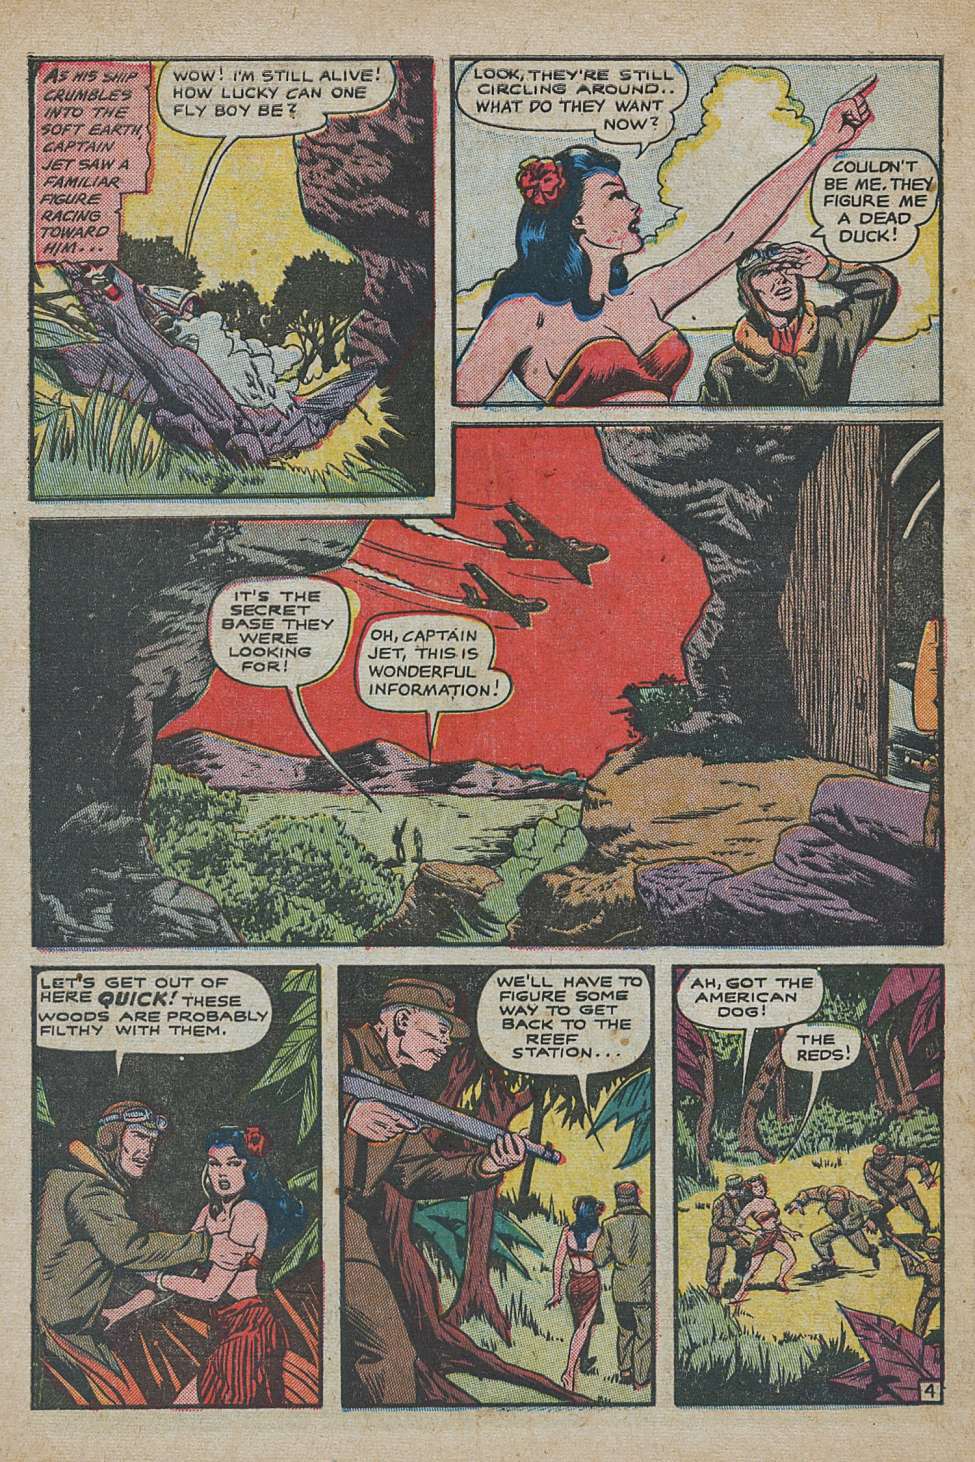 AS HIS SHIP
CRUMBLES
INTO THE
SOFT EARTH,
CAPTAIN
JET SAW A
FAMILIAR
FIGURE
RACING
TOWARD
HIM...
WOW! I'M STILL ALIVE!
HOW LUCKY CAN ONE
FLY BOY BE?
LOOK, THEY'RE STILL
CIRCLING AROUND..
WHAT DO THEY WANT
NOW?
COULDN'T
BE ME. THEY
FIGURE ME
A DEAD
DUCK!
IT'S THE
SECRET
BASE THEY
WERE
LOOKING
FOR!
OH, CAPTAIN
JET, THIS IS
WONDERFUL
INFORMATION!
LET'S GET OUT OF
HERE QUICK! THESE
WOODS ARE PROBABLY
FILTHY WITH THEM.
WE'LL HAVE TO
FIGURE SOME
WAY TO GET
BACK TO THE
REEF
STATION...
AH, GOT THE
AMERICAN
DOG!
THE
REDS!
4